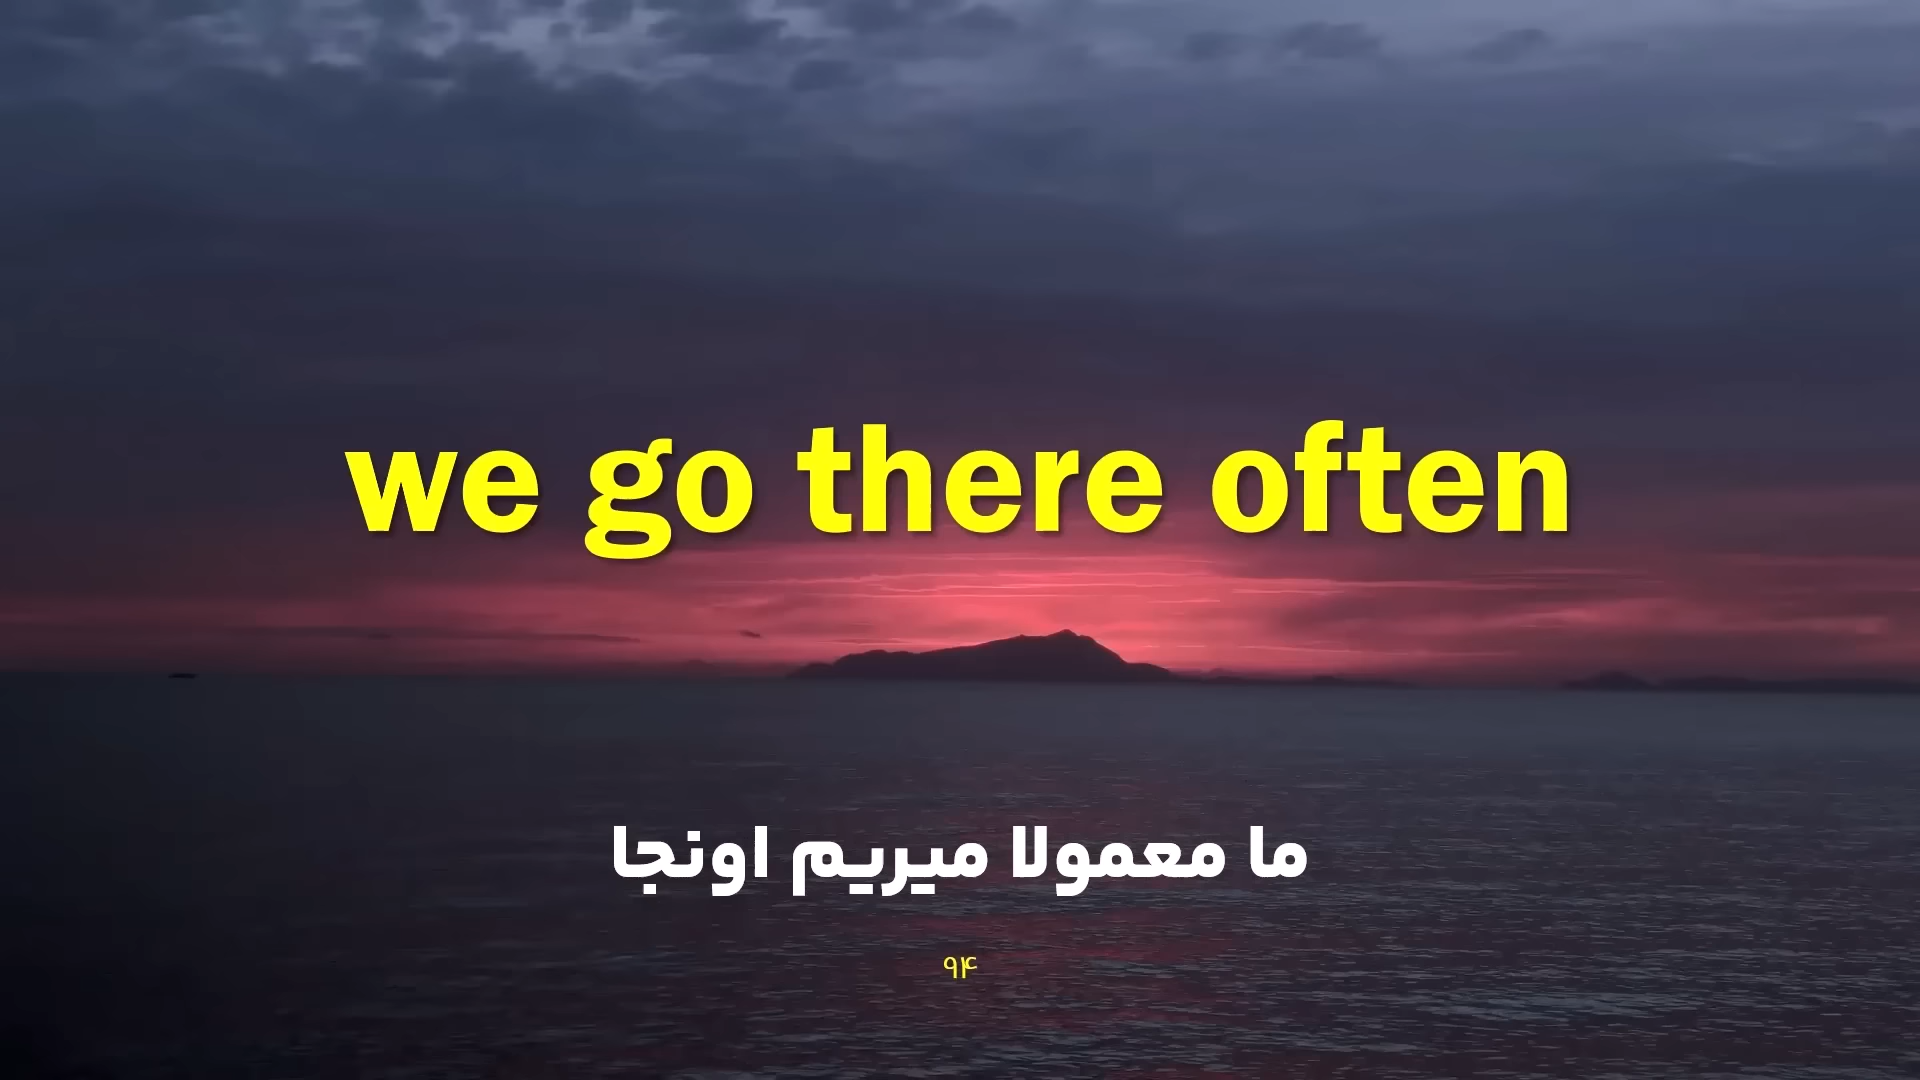 we go there often
ما معمولا میریم اونجا
۹۴